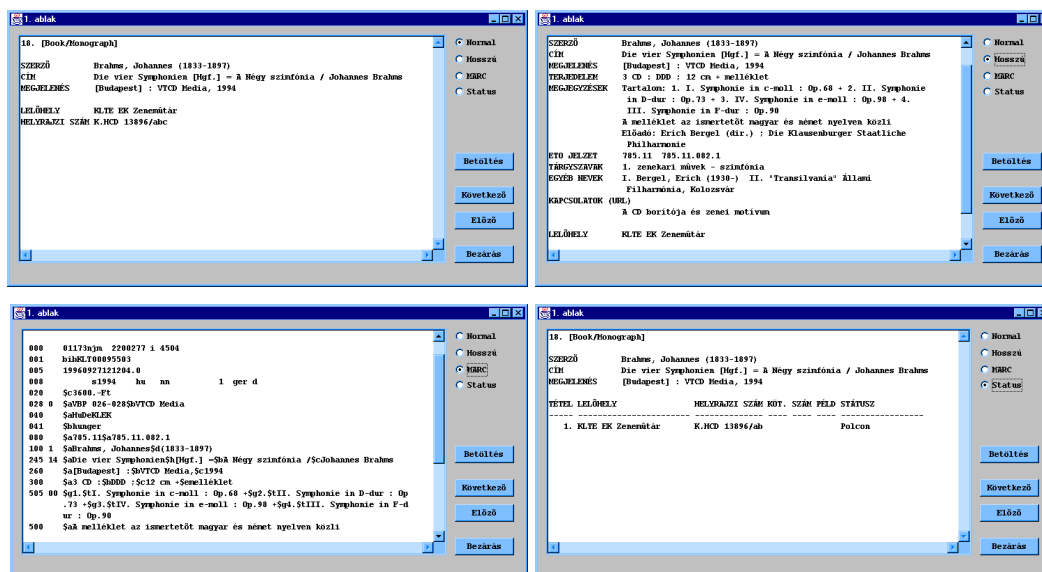 1. ablak
18. [Book/Monograph]
SZERZŐ Brahms, Johannes (1833-1897)
CÍM Die vier Symphonien [Hgf.] = A Négy szimfónia / Johannes Brahms
MEGJELENÉS [Budapest] : VTCD Media, 1994
LELŐHELY KLTE EK Zeneműtár
HELYRAJZI SZÁM K.HCD 13896/abc
Normal
Hosszú
MARC
Status
Betöltés
Következő
Előző
Bezárás
1. ablak
SZERZŐ Brahms, Johannes (1833-1897)
CÍM Die vier Symphonien [Hgf.] = A Négy szimfónia / Johannes Brahms
MEGJELENÉS [Budapest] : VTCD Media, 1994
TERJEDELEM 3 CD : DDD ; 12 cm + melléklet
MEGJEGYZÉSEK Tartalom: 1. I. Symphonie in c-moll : Op.68 + 2. II. Symphonie
in D-dur : Op.73 + 3. IV. Symphonie in e-moll : Op.98 + 4.
III. Symphonie in F-dur : Op.90
A melléklet az ismertetőt magyar és német nyelven közli
Előadó: Erich Bergel (dir.) ; Die Klausenburger Staatliche
Philharmonie
ETO JELZET 785.11 785.11.082.1
TÁRGYSZAVAK 1. zenekari művek - szimfónia
EGYÉB NEVEK I. Bergel, Erich (1930-) II. "Transilvania" Állami
Filharmónia, Kolozsvár
KAPCSOLATOK (URL)
A CD borítója és zenei motívum
LELŐHELY KLTE EK Zeneműtár
Normal
Hosszú
MARC
Status
Betöltés
Következő
Előző
Bezárás
1. ablak
000 01173njm 2200277 i 4504
001 bibKLT00095503
005 19960927121204.0
008 s1994 hu nn 1 ger d
020 $c3600.-Ft
028 0 $aVBP 026-028$bVTCD Media
040 $aHuDeKLEK
041 $bhunger
080 $a785.11$a785.11.082.1
100 1 $aBrahms, Johannes$d(1833-1897)
245 14 $aDie vier Symphonien$h[Hgf.] =$bA Négy szimfónia /$cJohannes Brahms
260 $a[Budapest] :$bVTCD Media,$c1994
300 $a3 CD :$bDDD ;$c12 cm +$emelléklet
505 00 $g1.$tI. Symphonie in c-moll : Op.68 +$g2.$tII. Symphonie in D-dur : Op
.73 +$g3.$tIV. Symphonie in e-moll : Op.98 +$g4.$tIII. Symphonie in F-d
ur : Op.90
500 $aA melléklet az ismertetőt magyar és német nyelven közli
Normal
Hosszú
MARC
Status
Betöltés
Következő
Előző
Bezárás
1. ablak
18. [Book/Monograph]
SZERZŐ Brahms, Johannes (1833-1897)
CÍM Die vier Symphonien [Hgf.] = A Négy szimfónia / Johannes Brahms
MEGJELENÉS [Budapest] : VTCD Media, 1994
TÉTEL LELŐHELY HELYRAJZI SZÁM KÖT. SZÁM PÉLD STÁTUSZ
1. KLTE EK Zeneműtár K.HCD 13896/ab Polcon
Normal
Hosszú
MARC
Status
Betöltés
Következő
Előző
Bezárás